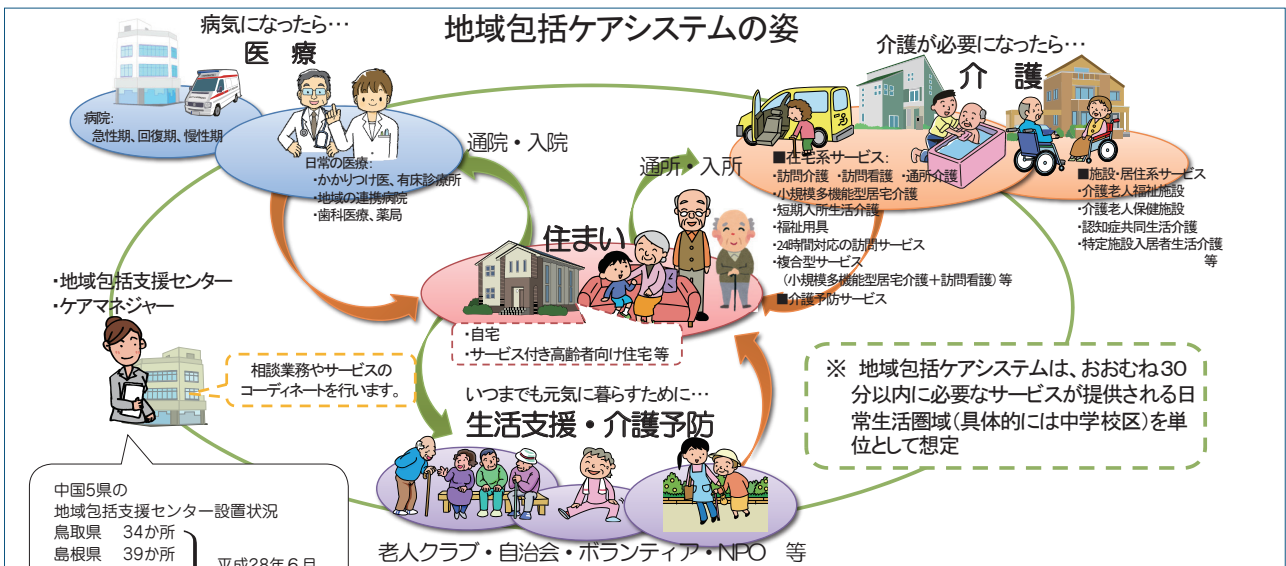 地域包括ケアシステムの姿
病気になったら…
医 療
病院:
急性期、回復期、慢性期
日常の医療:
・かかりつけ医、有床診療所
・地域の連携病院
・歯科医療、薬局
通院・入院
通所・入所
介護が必要になったら…
介 護
■在宅系サービス:
・訪問介護 ・訪問看護 ・通所介護
・小規模多機能型居宅介護
・短期入所生活介護
・福祉用具
・24時間対応の訪問サービス
・複合型サービス
(小規模多機能型居宅介護+訪問看護)等
■介護予防サービス
■施設・居住系サービス
・介護老人福祉施設
・介護老人保健施設
・認知症共同生活介護
・特定施設入居者生活介護
等
住まい
・自宅
・サービス付き高齢者向け住宅 等
・地域包括支援センター
・ケアマネジャー
相談業務やサービスの
コーディネートを行います。
いつまでも元気に暮らすために…
生活支援・介護予防
老人クラブ・自治会・ボランティア・NPO 等
※ 地域包括ケアシステムは、おおむね30
分以内に必要なサービスが提供される日
常生活圏域(具体的には中学校区)を単
位として想定
中国5県の
地域包括支援センター設置状況
鳥取県 34か所
島根県 39か所
平成28年6月